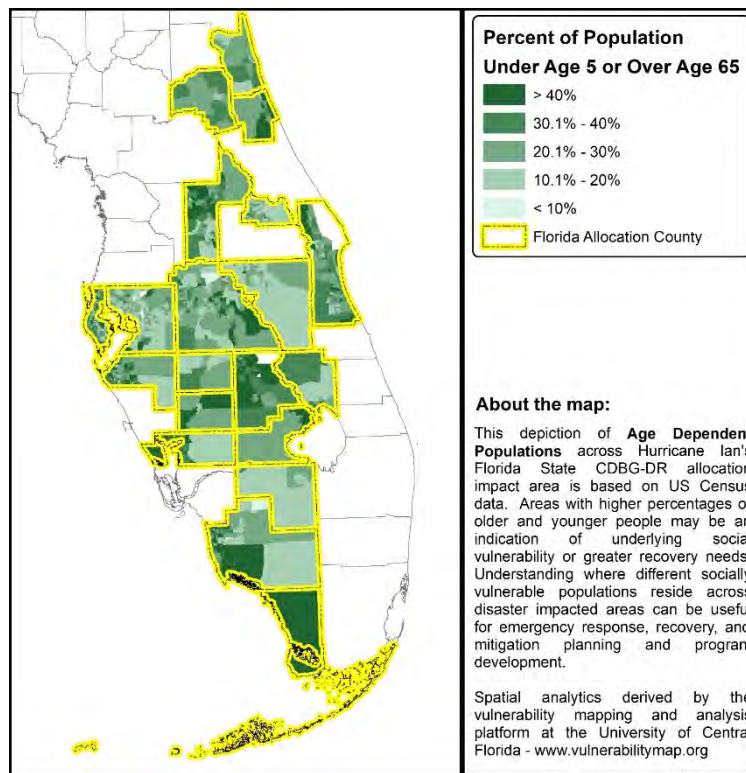 Percent of Population
Under Age 5 or Over Age 65
> 40%
30.1% - 40%
20.1% - 30%
10.1% - 20%
< 10%
Florida Allocation County
About the map:
This depiction of Age Dependen
Populations across Hurricane Ian's
Florida State CDBG-DR allocation
impact area is based on US Census
data. Areas with higher percentages o
older and younger people may be an
indication of underlying social
vulnerability or greater recovery needs
Understanding where different socially
vulnerable populations reside across
disaster impacted areas can be usefu
for emergency response, recovery, and
mitigation planning and program
development.
Spatial analytics derived by the
vulnerability mapping and analysis
platform at the University of Centra
Florida - www.vulnerabilitymap.org